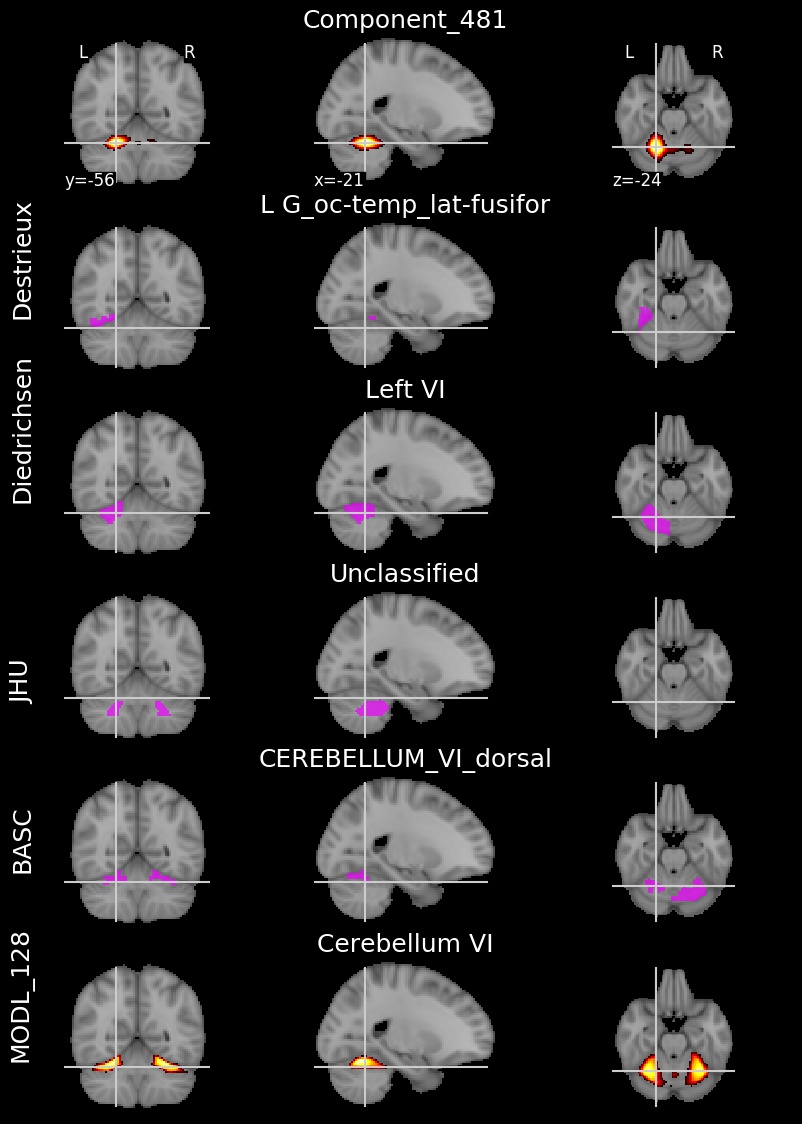 Component_481
L R
L R
y=-56 x=-21 z=-24
L G_oc-temp_lat-fusifor
Destrieux
Left VI
Diedrichsen
Unclassified
JHU
CEREBELLUM_VI_dorsal
BASC
Cerebellum VI
MODL_128